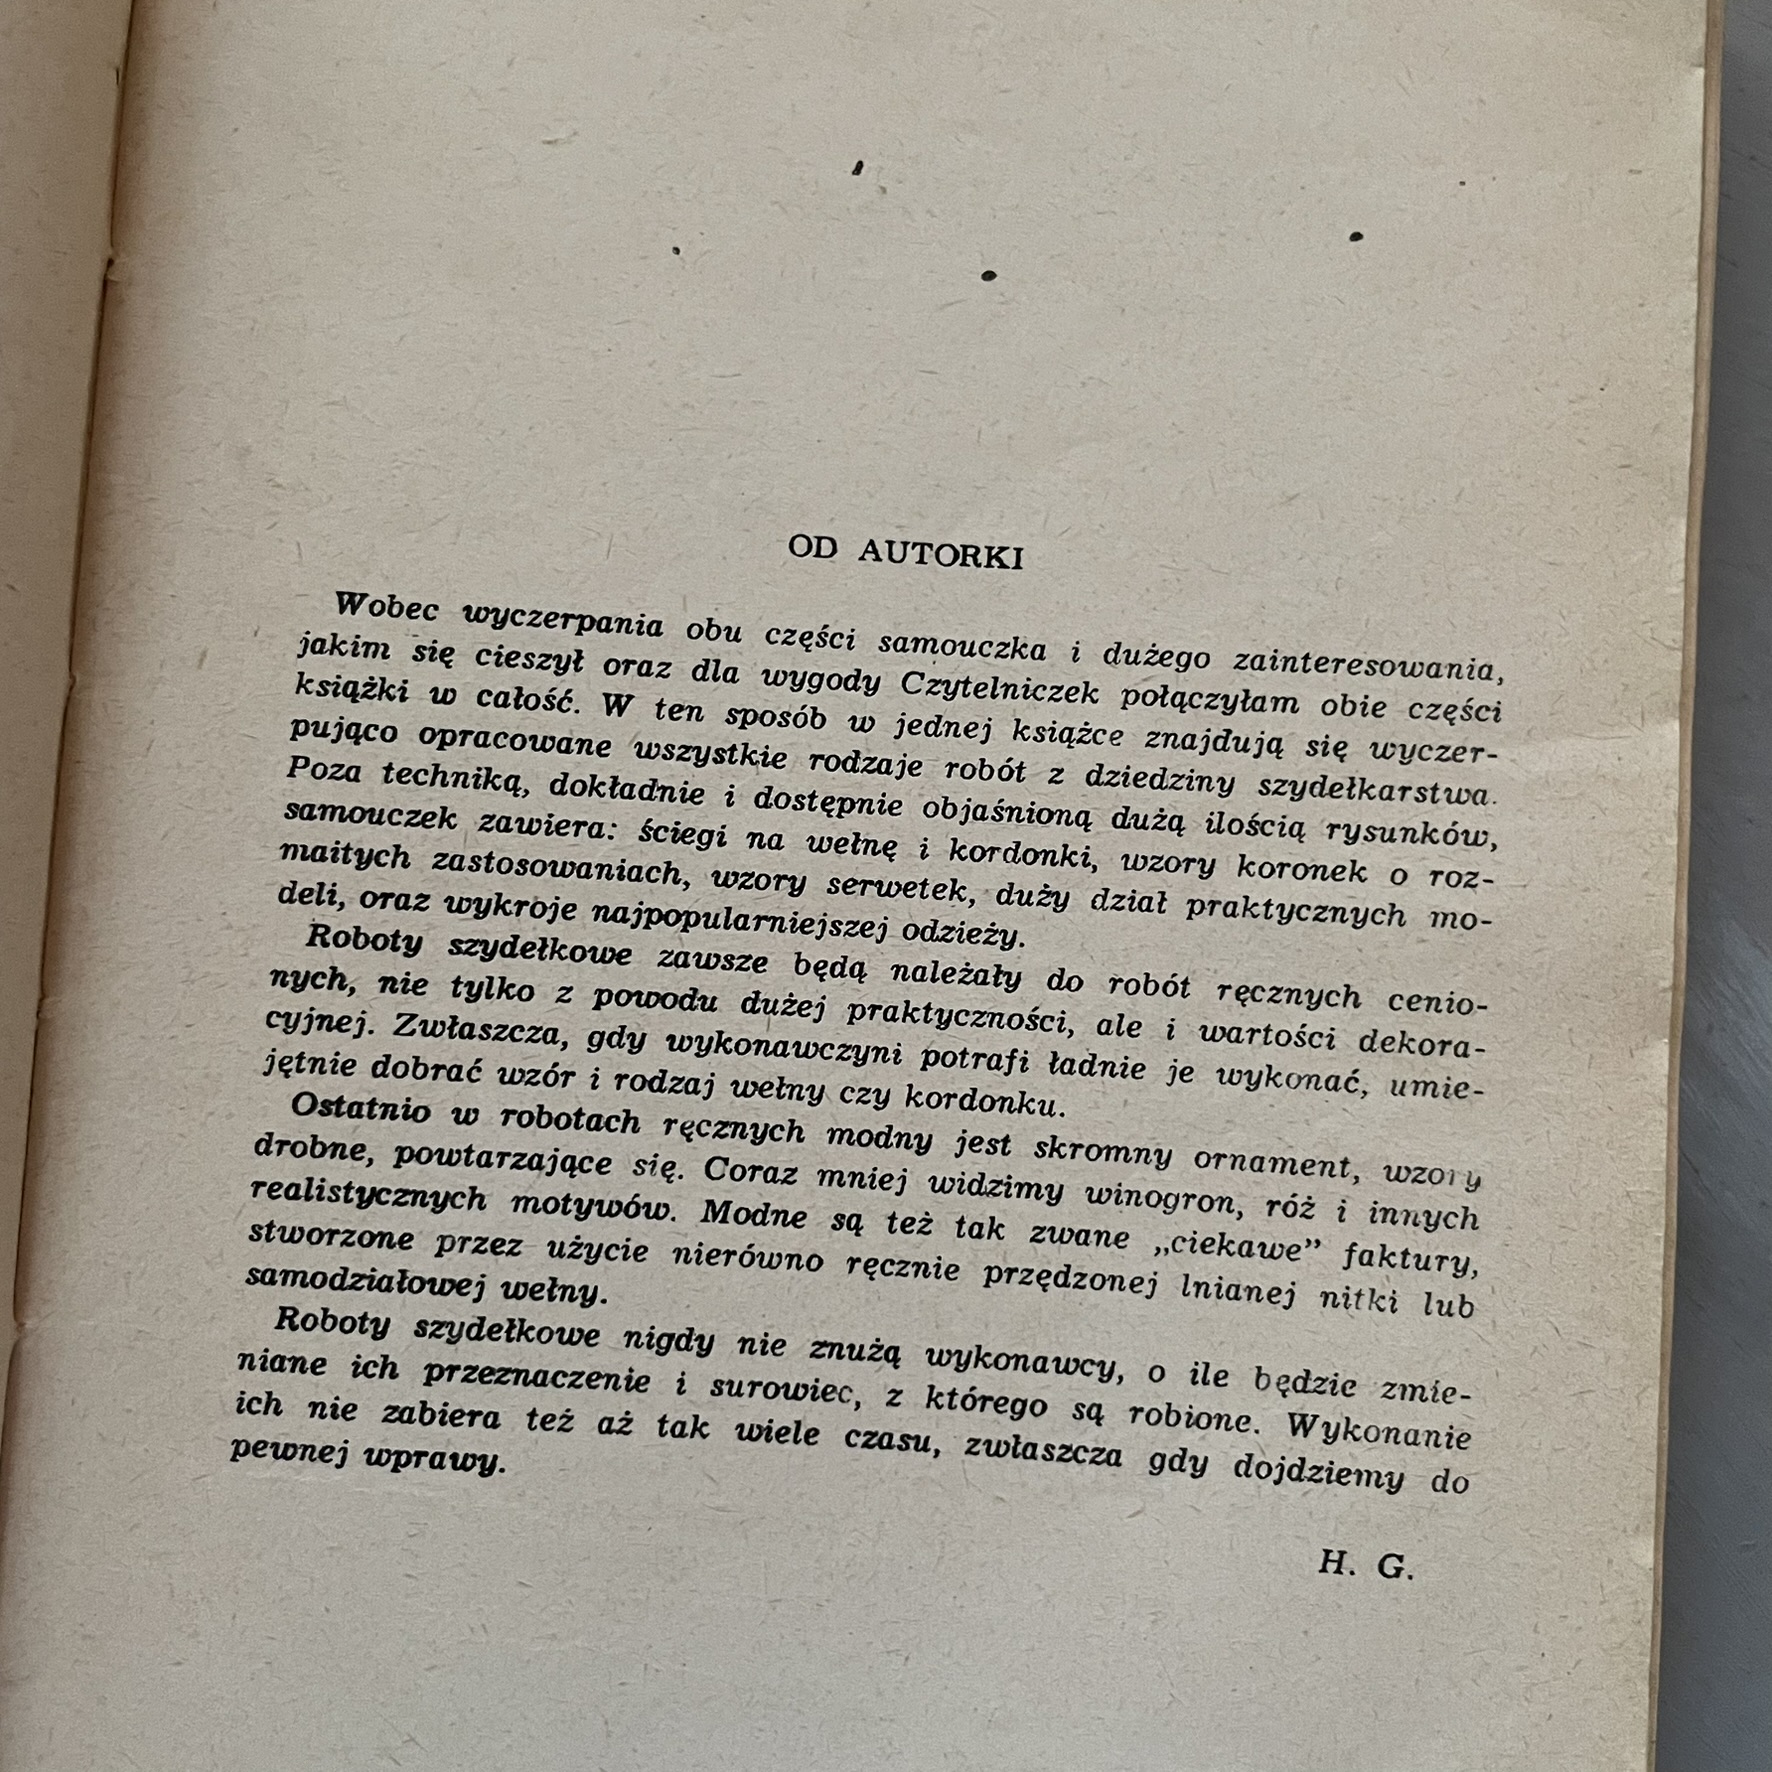 OD AUTORKI
Wobec wyczerpania obu części samouczka i dużego zainteresowania,
jakim się cieszył oraz dla wygody Czytelniczek połączyłam obie części
książki w całość. W ten sposób w jednej książce znajdują się wyczer-
pująco opracowane wszystkie rodzaje robót z dziedziny szydełkarstwa.
Poza techniką, dokładnie i dostępnie objaśnioną dużą ilością rysunków,
samouczek zawiera: ściegi na wełnę i kordonki, wzory koronek o roz-
maitych zastosowaniach, wzory serwetek, duży dział praktycznych mo-
deli, oraz wykroje najpopularniejszej odzieży.
Roboty szydełkowe zawsze będą należały do robót ręcznych cenio-
nych, nie tylko z powodu dużej praktyczności, ale i wartości dekora-
cyjnej. Zwłaszcza, gdy wykonawczyni potrafi ładnie je wykonać, umie-
jętnie dobrać wzór i rodzaj wełny czy kordonku.
Ostatnio w robotach ręcznych modny jest skromny ornament, wzory
drobne, powtarzające się. Coraz mniej widzimy winogron, róż i innych
realistycznych motywów. Modne są też tak zwane „ciekawe” faktury,
stworzone przez użycie nierówno ręcznie przędzonej lnianej nitki lub
samodziałowej wełny.
Roboty szydełkowe nigdy nie znużą wykonawcy, o ile będzie zmie-
niane ich przeznaczenie i surowiec, z którego są robione. Wykonanie
ich nie zabiera też aż tak wiele czasu, zwłaszcza gdy dojdziemy do
pewnej wprawy.
H. G.